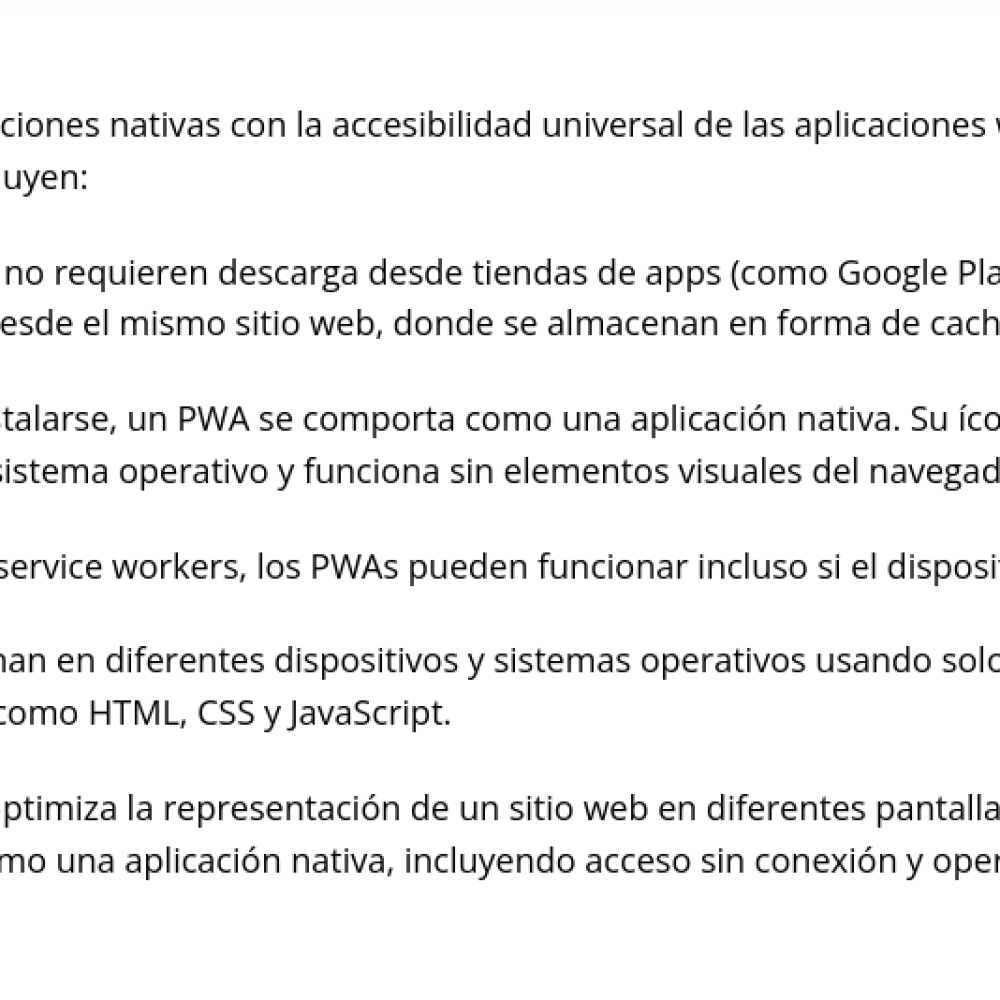 ciones nativas con la accesibilidad universal de las aplicaciones
uyen:
no requieren descarga desde tiendas de apps (como Google Pla
esde el mismo sitio web, donde se almacenan en forma de cach
talarse, un PWA se comporta como una aplicación nativa. Su íco
sistema operativo y funciona sin elementos visuales del navegad
service workers, los PWAs pueden funcionar incluso si el disposit
nan en diferentes dispositivos y sistemas operativos usando solo
como HTML, CSS y JavaScript.
ptimiza la representación de un sitio web en diferentes pantalla
mo una aplicación nativa, incluyendo acceso sin conexión y oper